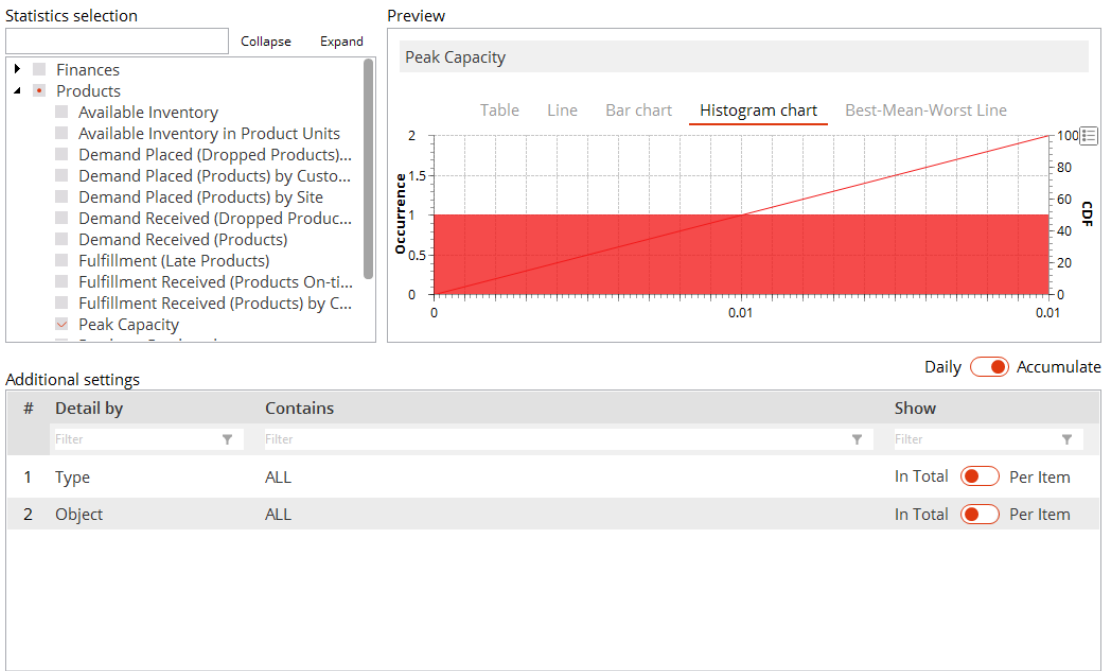 Statistics selection
Collapse Expand
Finances
Products
Available Inventory
Available Inventory in Product Units
Demand Placed (Dropped Products)...
Demand Placed (Products) by Custo...
Demand Placed (Products) by Site
Demand Received (Dropped Produc...
Demand Received (Products)
Fulfillment (Late Products)
Fulfillment Received (Products On-ti...
Fulfillment Received (Products) by C...
Peak Capacity
Preview
Peak Capacity
Table Line Bar chart Histogram chart Best-Mean-Worst Line
2
1.5
1
0.5
0
Occurrence
100
80
60
40
20
0
CDF
0 0.01 0.01
Daily Accumulate
Additional settings
# Detail by Contains Show
Filter Filter Filter
1 Type ALL In Total Per Item
2 Object ALL In Total Per Item